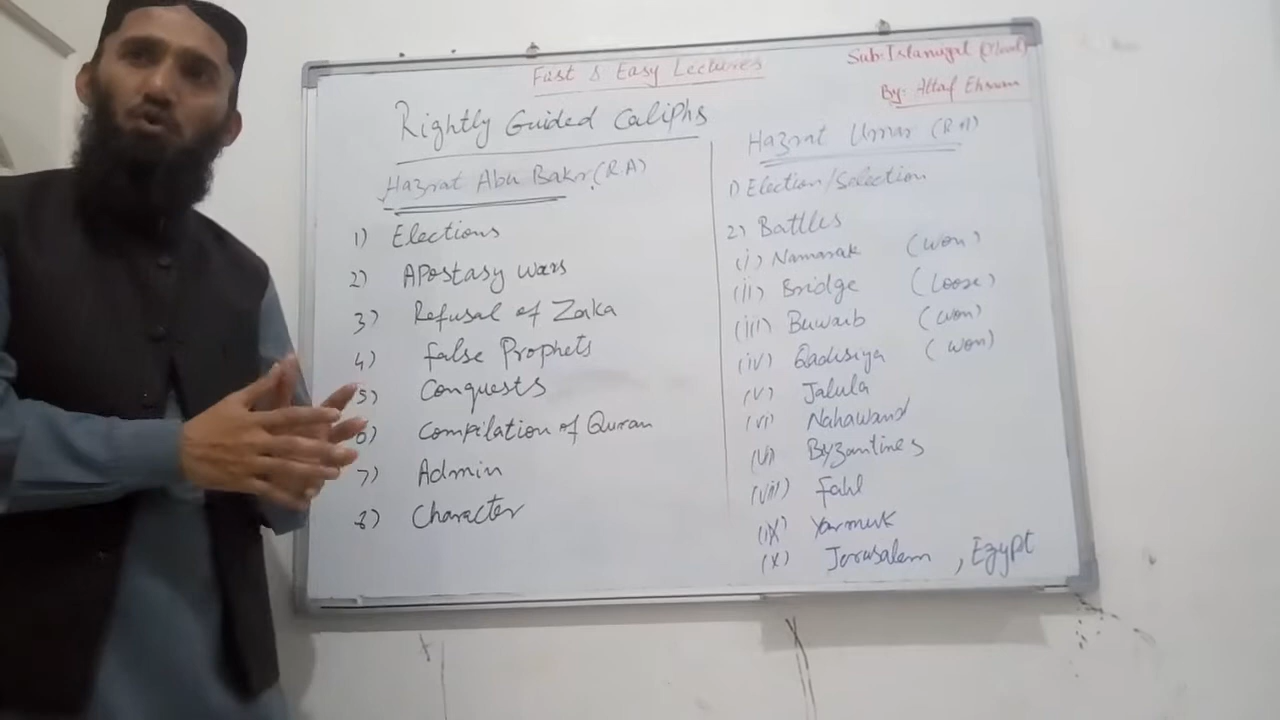 Fast & Easy Lectures
Sub: Islamiyat
By: Altaf
Rightly Guided Caliphs
Hazrat Abu Bakr (R.A)
1) Elections
2) Apostasy wars
3) Refusal of Zaka
4) False Prophets
5) Conquests
6) Compilation of Quran
7) Admin
8) Character
Hazrat Umar (R.A)
1) Election/Selection
2) Battles
(i) Namarak (won)
(ii) Bridge (Loose)
(iii) Buwaib (won)
(iv) Qadisiya (won)
(v) Jalula
(vi) Nahawand
(vi) Byzantines
(viii) Fahl
(ix) Yarmuk
(x) Jerusalem , Egypt